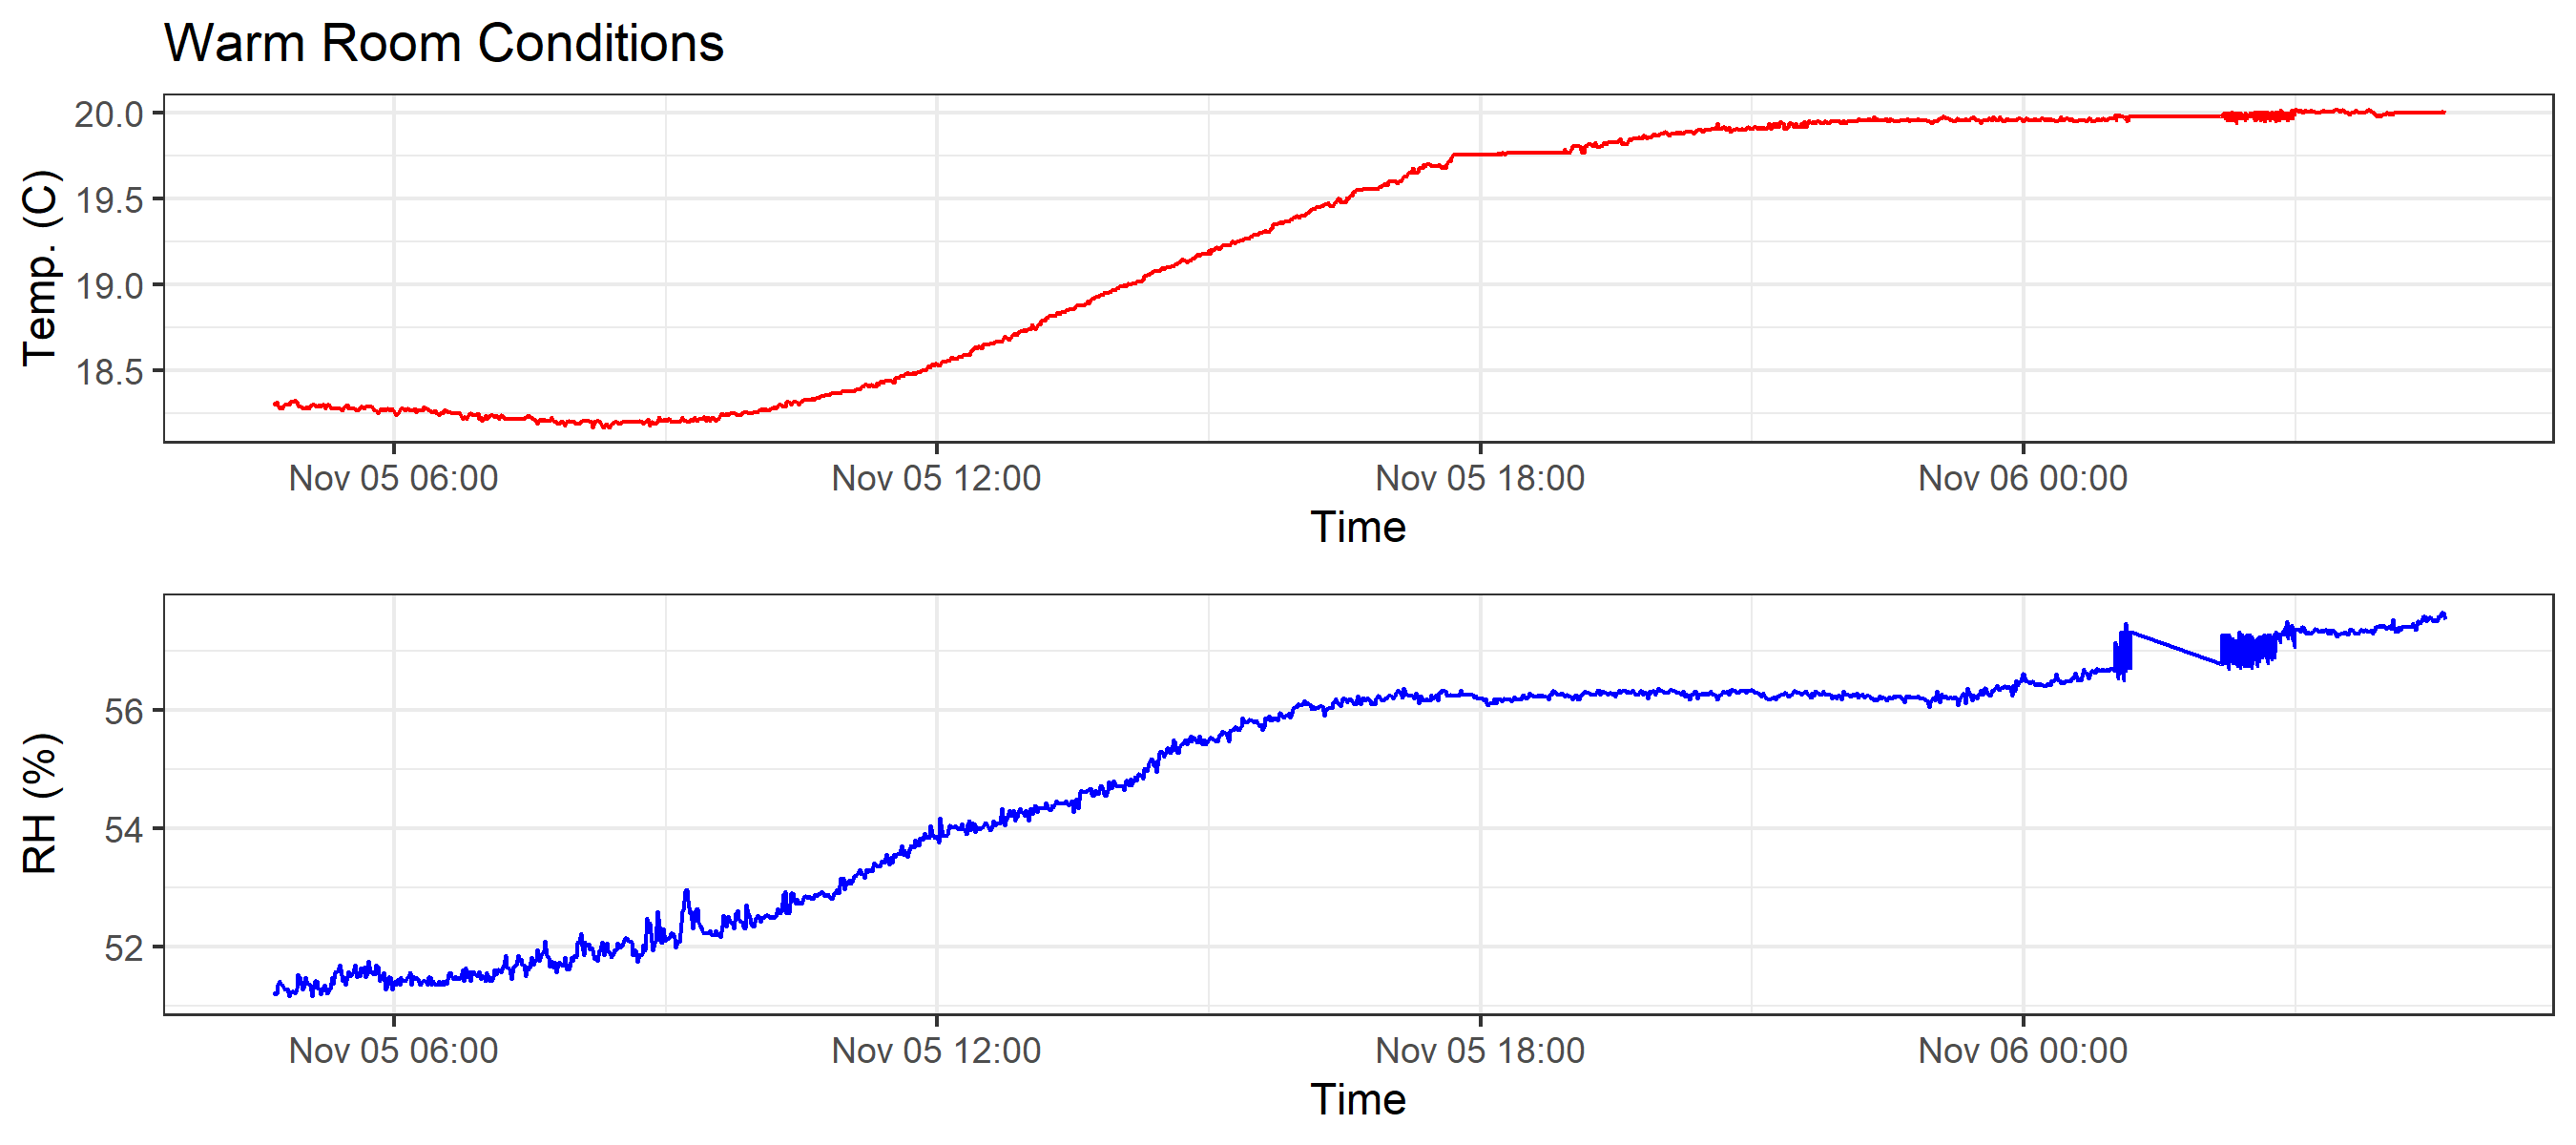 Warm Room Conditions
Temp. (C)
20.0
19.5
19.0
18.5
Nov 05 06:00 Nov 05 12:00 Nov 05 18:00 Nov 06 00:00
Time
RH (%)
56
54
52
Nov 05 06:00 Nov 05 12:00 Nov 05 18:00 Nov 06 00:00
Time